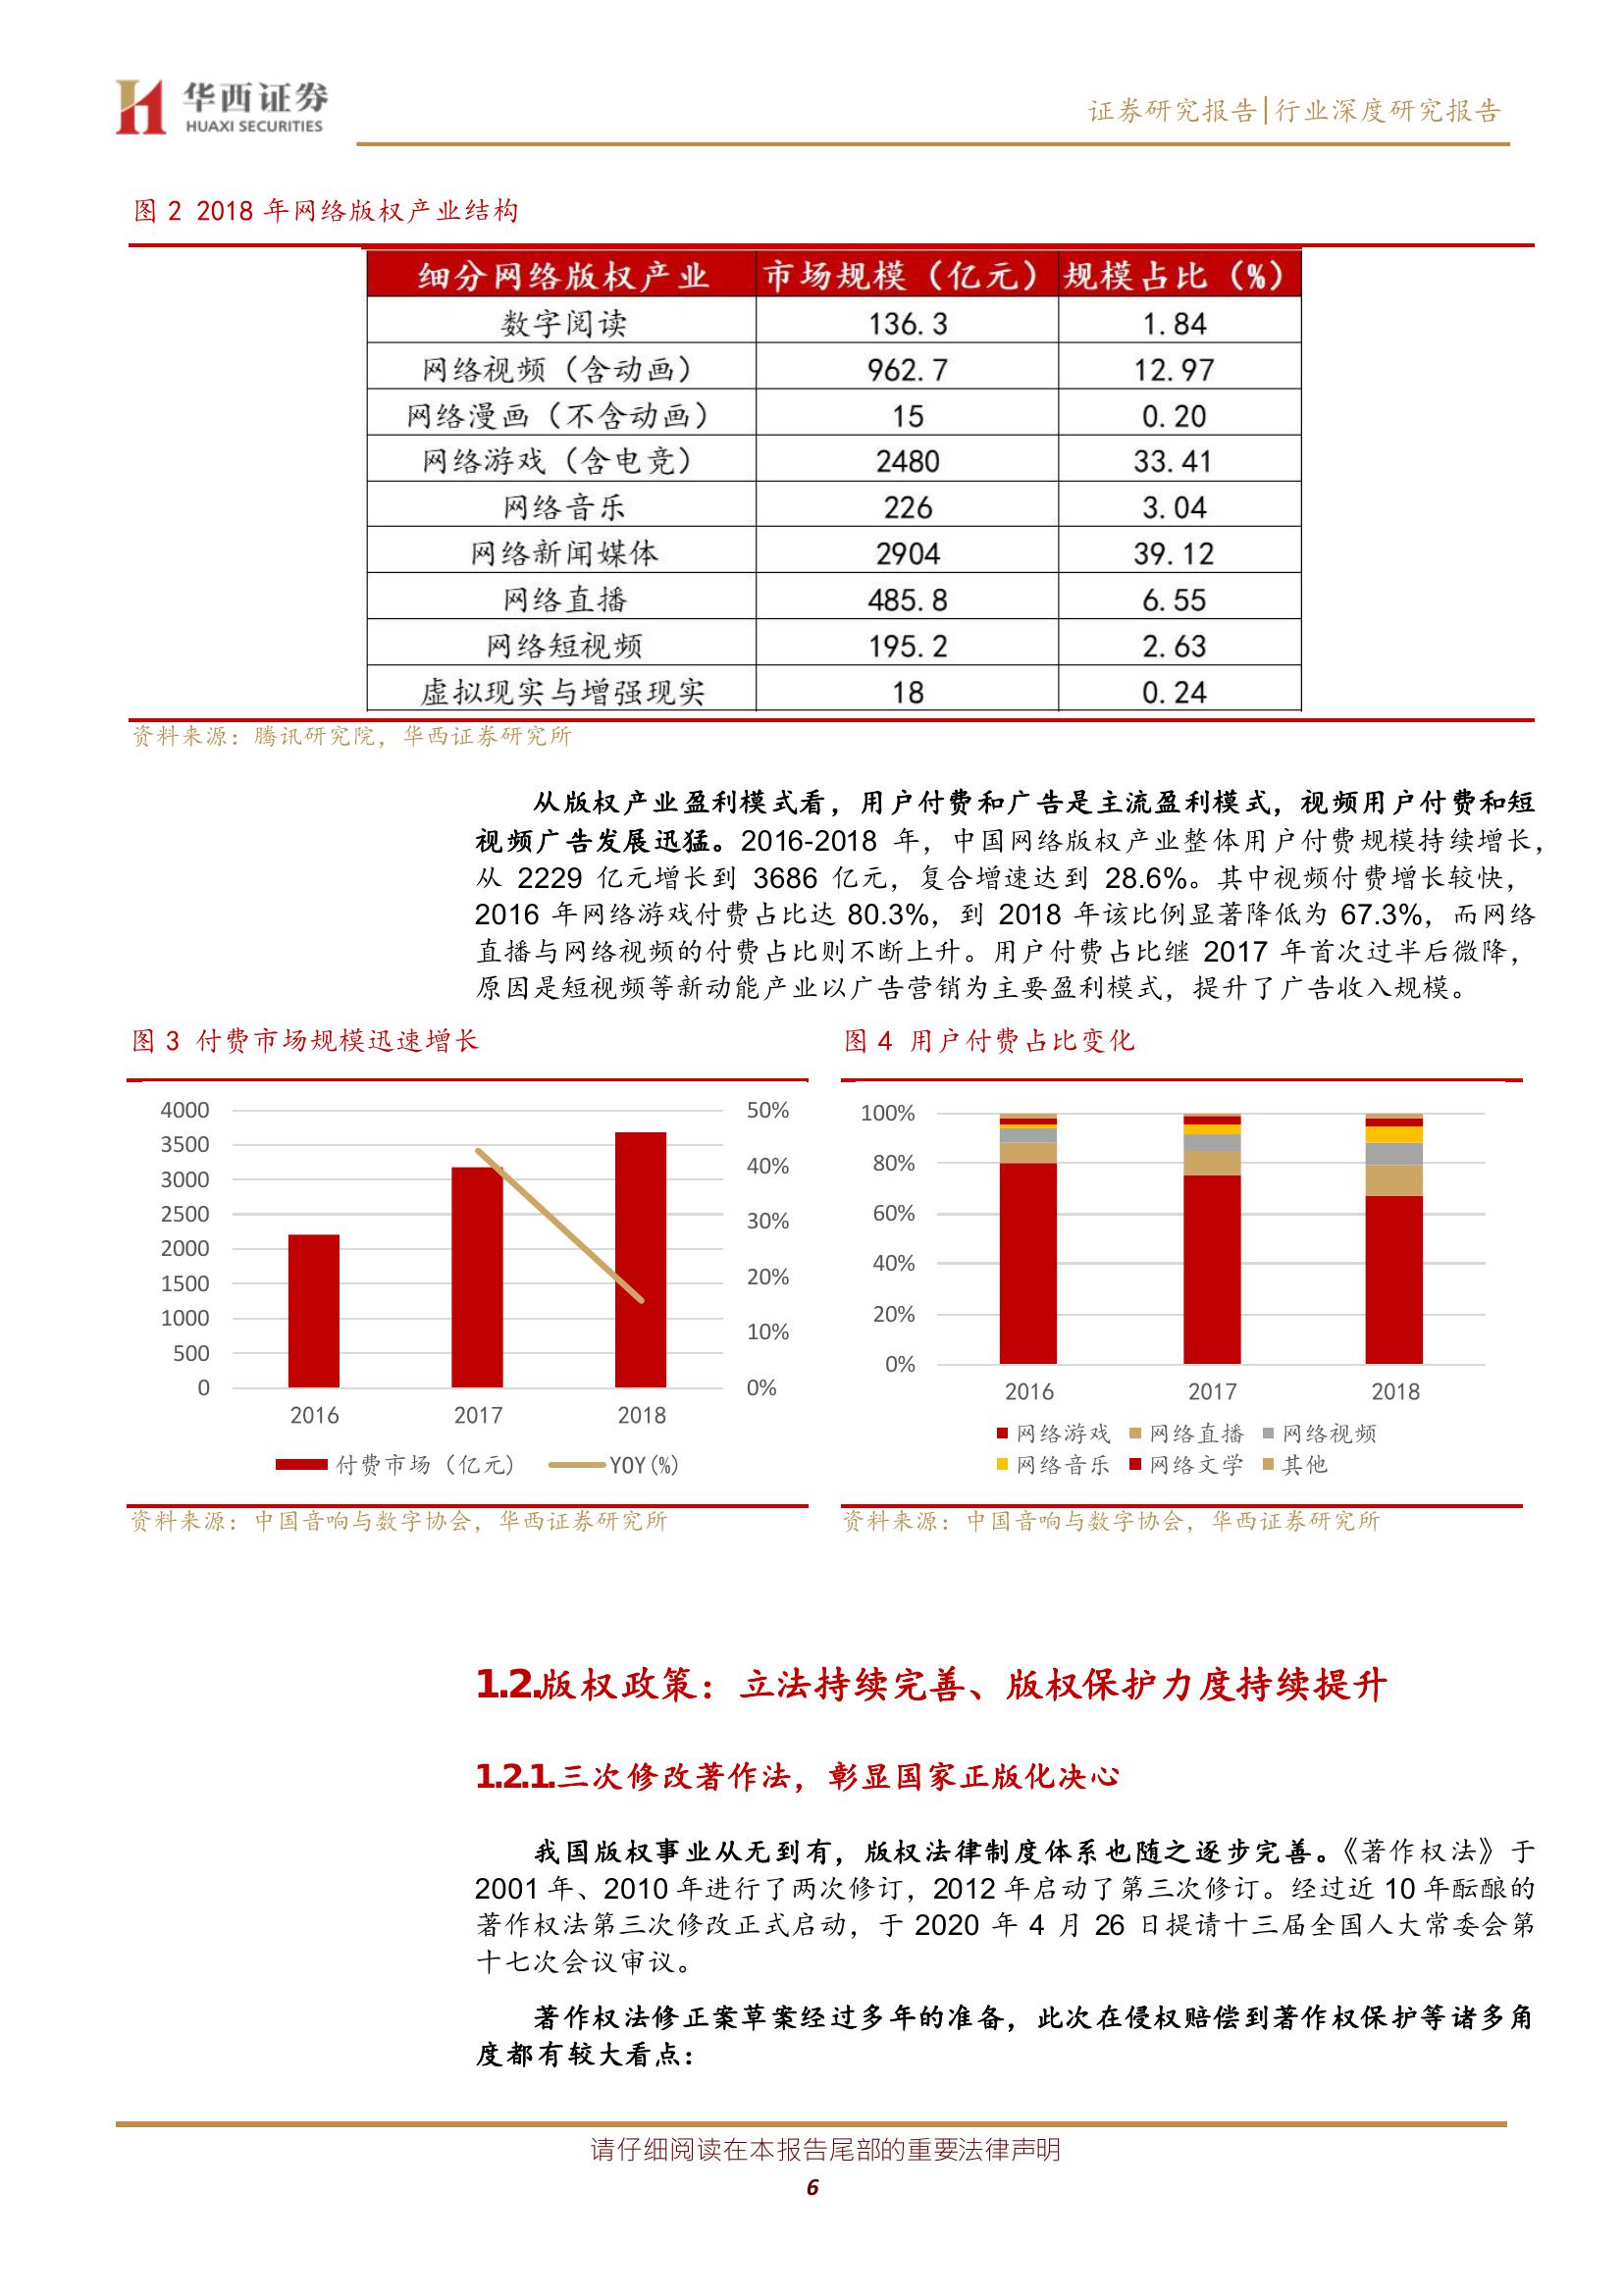 华西证券
HUAXI SECURITIES
证券研究报告|行业深度研究报告
图 2 2018 年网络版权产业结构
细分网络版权产业 市场规模（亿元） 规模占比（%）
数字阅读 136.3 1.84
网络视频（含动画） 962.7 12.97
网络漫画（不含动画） 15 0.20
网络游戏（含电竞） 2480 33.41
网络音乐 226 3.04
网络新闻媒体 2904 39.12
网络直播 485.8 6.55
网络短视频 195.2 2.63
虚拟现实与增强现实 18 0.24
资料来源：腾讯研究院，华西证券研究所
从版权产业盈利模式看，用户付费和广告是主流盈利模式，视频用户付费和短
视频广告发展迅猛。2016-2018 年，中国网络版权产业整体用户付费规模持续增长，
从 2229 亿元增长到 3686 亿元，复合增速达到 28.6%。其中视频付费增长较快，
2016 年网络游戏付费占比达 80.3%，到 2018 年该比例显著降低为 67.3%，而网络
直播与网络视频的付费占比则不断上升。用户付费占比继 2017 年首次过半后微降，
原因是短视频等新动能产业以广告营销为主要盈利模式，提升了广告收入规模。
图 3 付费市场规模迅速增长
4000
3500
3000
2500
2000
1500
1000
500
0
50%
40%
30%
20%
10%
0%
2016 2017 2018
付费市场（亿元） YOY(%)
资料来源：中国音响与数字协会，华西证券研究所
图 4 用户付费占比变化
100%
80%
60%
40%
20%
0%
2016 2017 2018
网络游戏 网络直播 网络视频
网络音乐 网络文学 其他
资料来源：中国音响与数字协会，华西证券研究所
1.2.版权政策：立法持续完善、版权保护力度持续提升
1.2.1.三次修改著作法，彰显国家正版化决心
我国版权事业从无到有，版权法律制度体系也随之逐步完善。《著作权法》于
2001 年、2010 年进行了两次修订，2012 年启动了第三次修订。经过近 10 年酝酿的
著作权法第三次修改正式启动，于 2020 年 4 月 26 日提请十三届全国人大常委会第
十七次会议审议。
著作权法修正案草案经过多年的准备，此次在侵权赔偿到著作权保护等诸多角
度都有较大看点：
请仔细阅读在本报告尾部的重要法律声明
6